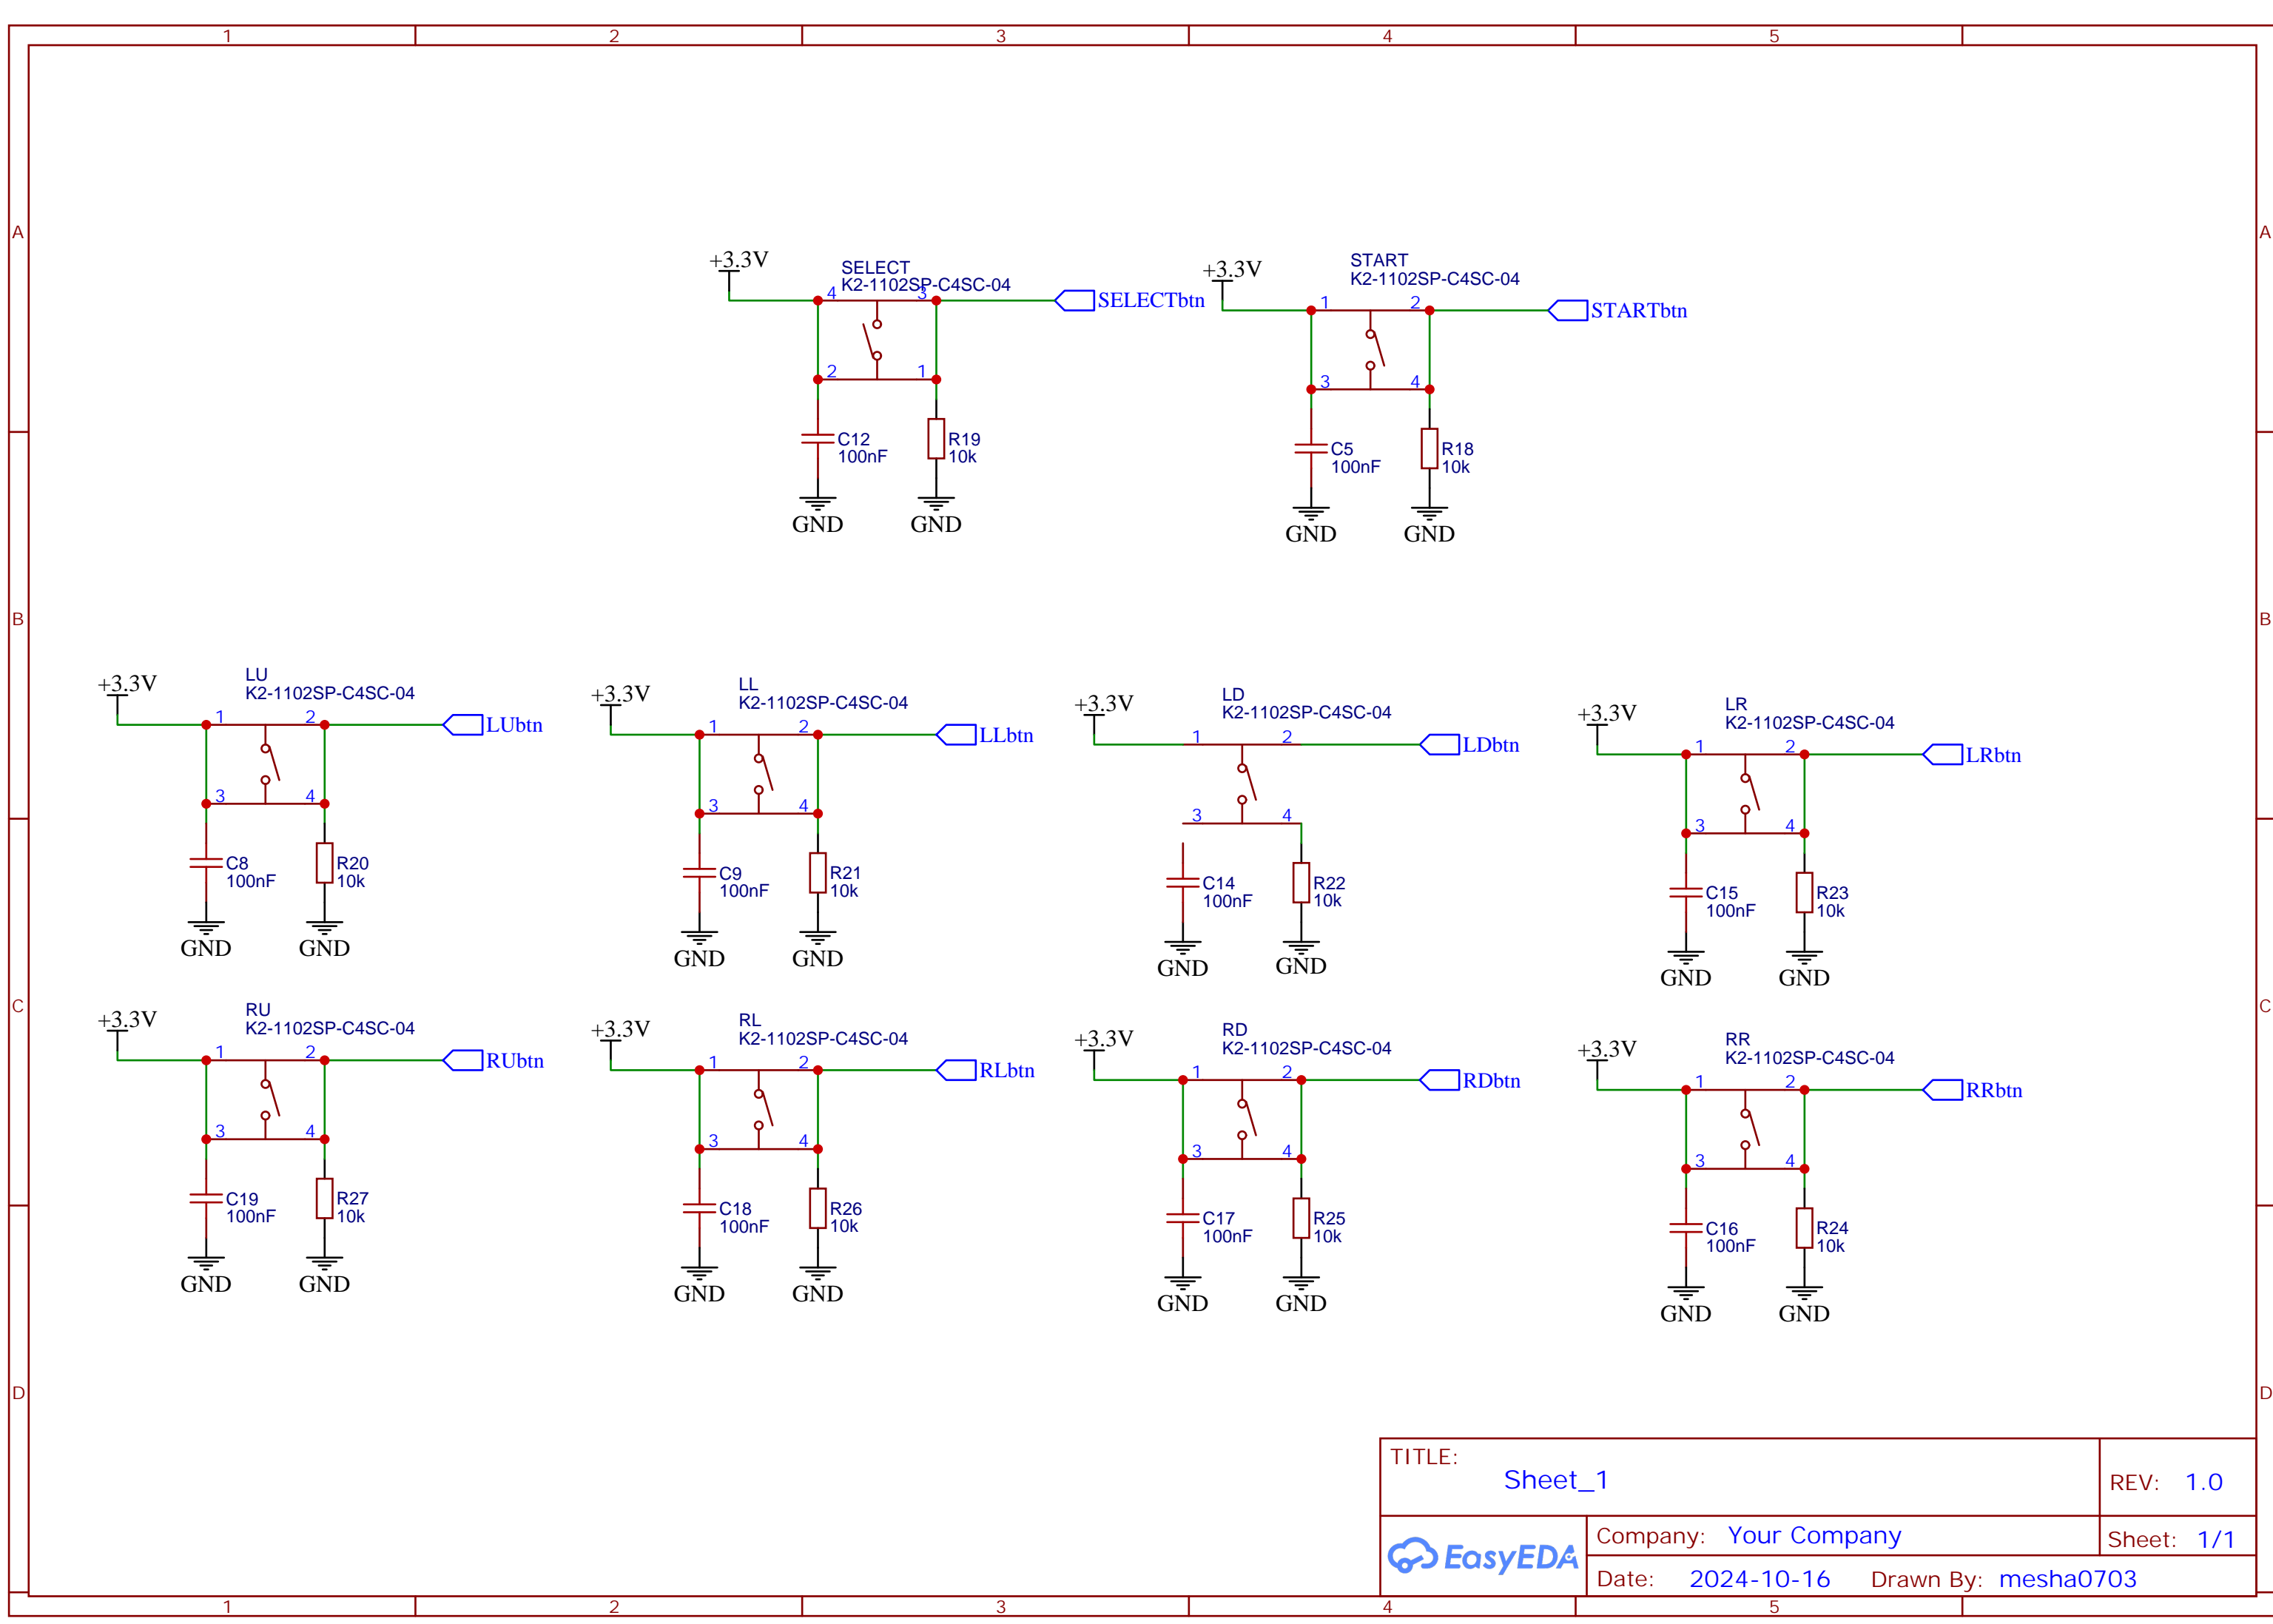 1 2 3 4 5
A A
+3.3V
SELECT
K2-1102SP-C4SC-04
4 3
SELECTbtn
2 1
C12
100nF
R19
10k
GND GND
+3.3V
START
K2-1102SP-C4SC-04
1 2
STARTbtn
3 4
C5
100nF
R18
10k
GND GND
B B
+3.3V
LU
K2-1102SP-C4SC-04
1 2
LUbtn
3 4
C8
100nF
R20
10k
GND GND
+3.3V
LL
K2-1102SP-C4SC-04
1 2
LLbtn
3 4
C9
100nF
R21
10k
GND GND
+3.3V
LD
K2-1102SP-C4SC-04
1 2
LDbtn
3 4
C14
100nF
R22
10k
GND GND
+3.3V
LR
K2-1102SP-C4SC-04
1 2
LRbtn
3 4
C15
100nF
R23
10k
GND GND
C C
+3.3V
RU
K2-1102SP-C4SC-04
1 2
RUbtn
3 4
C19
100nF
R27
10k
GND GND
+3.3V
RL
K2-1102SP-C4SC-04
1 2
RLbtn
3 4
C18
100nF
R26
10k
GND GND
+3.3V
RD
K2-1102SP-C4SC-04
1 2
RDbtn
3 4
C17
100nF
R25
10k
GND GND
+3.3V
RR
K2-1102SP-C4SC-04
1 2
RRbtn
3 4
C16
100nF
R24
10k
GND GND
D D
TITLE:
Sheet_1
REV: 1.0
EasyEDA
Company: Your Company
Sheet: 1/1
Date: 2024-10-16 Drawn By: mesha0703
1 2 3 4 5